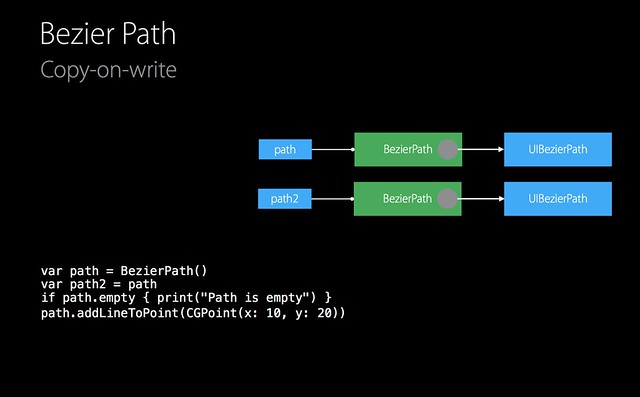 Bezier Path
Copy-on-write
path BezierPath UIBezierPath
path2 BezierPath UIBezierPath
var path = BezierPath()
var path2 = path
if path.empty { print("Path is empty") }
path.addLineToPoint(CGPoint(x: 10, y: 20))